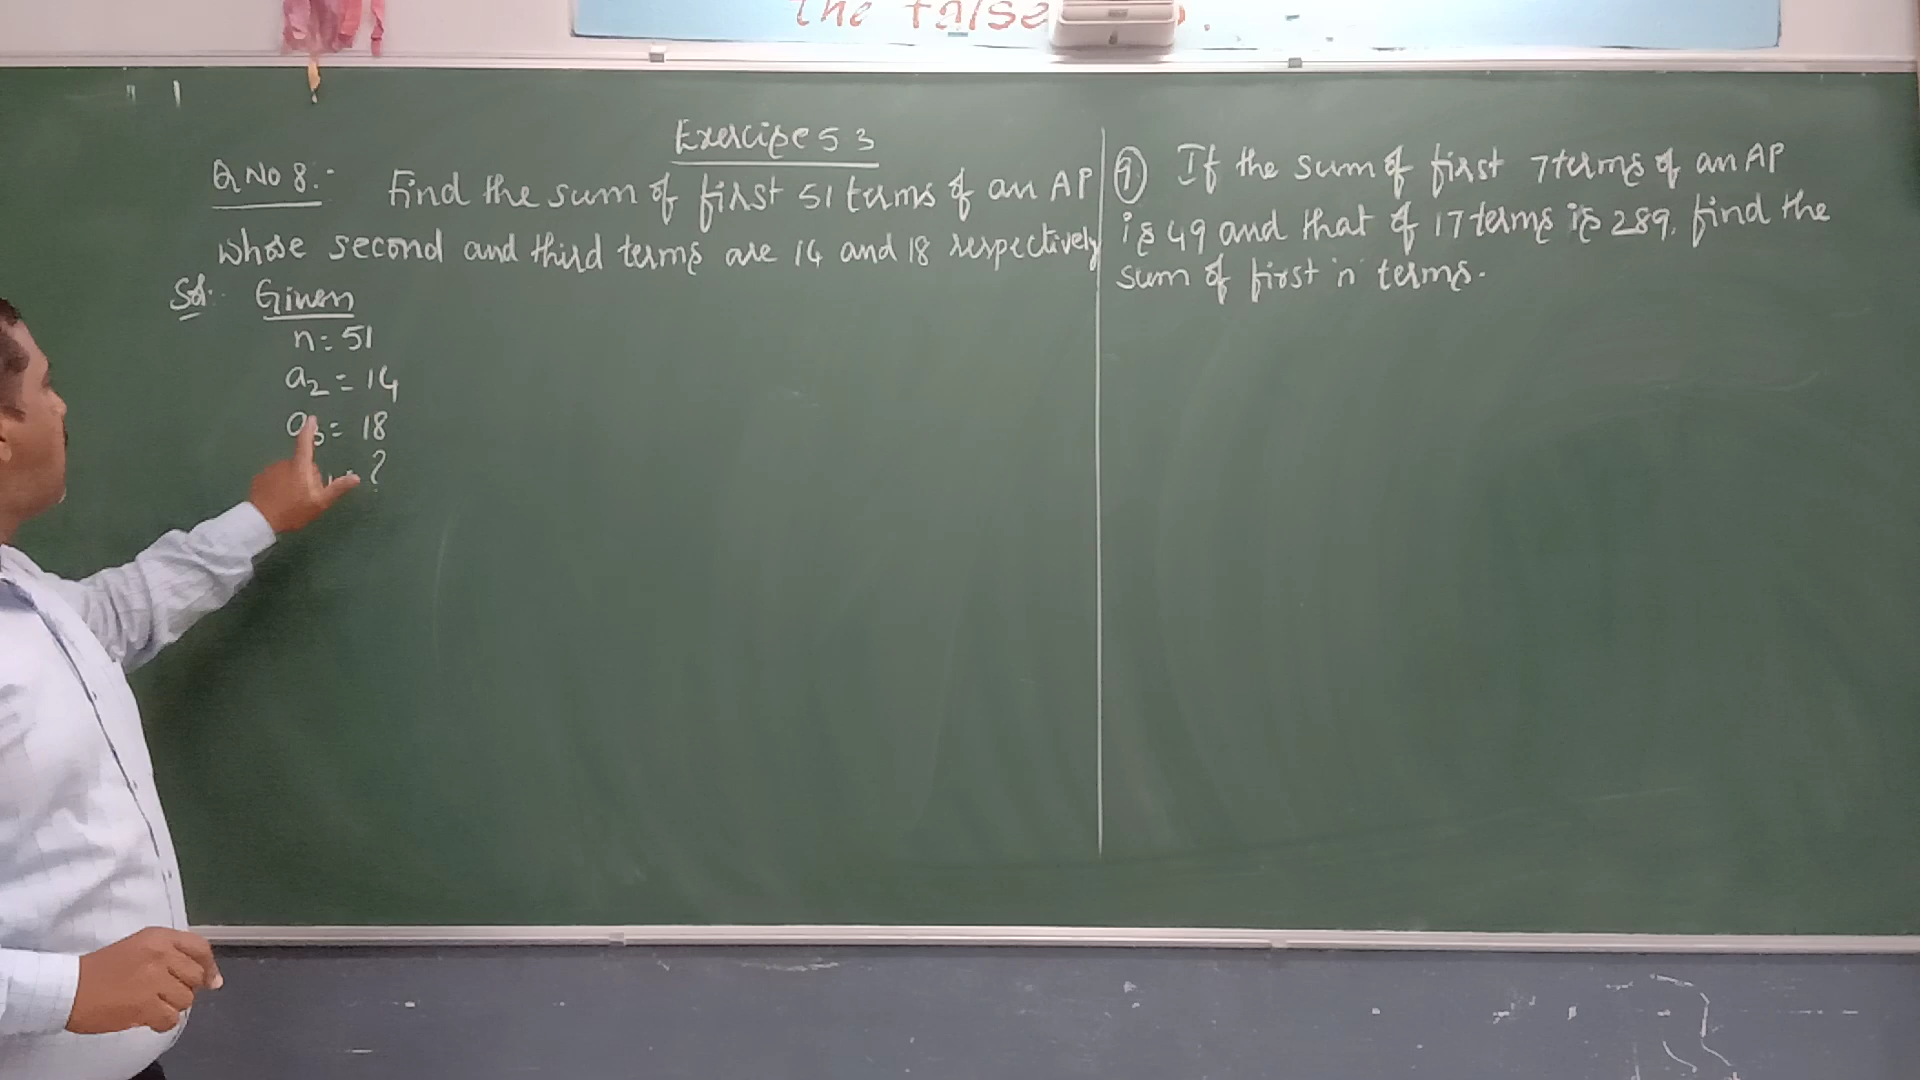 the false
Exercise 5 3
Q No 8:- Find the sum of first 51 terms of an AP
whose second and third terms are 14 and 18 respectively
Sol: Given
n = 51
a2 = 14
a3 = 18
= ?
9 If the sum of first 7 terms of an AP
is 49 and that of 17 terms is 289. find the
sum of first 'n' terms.